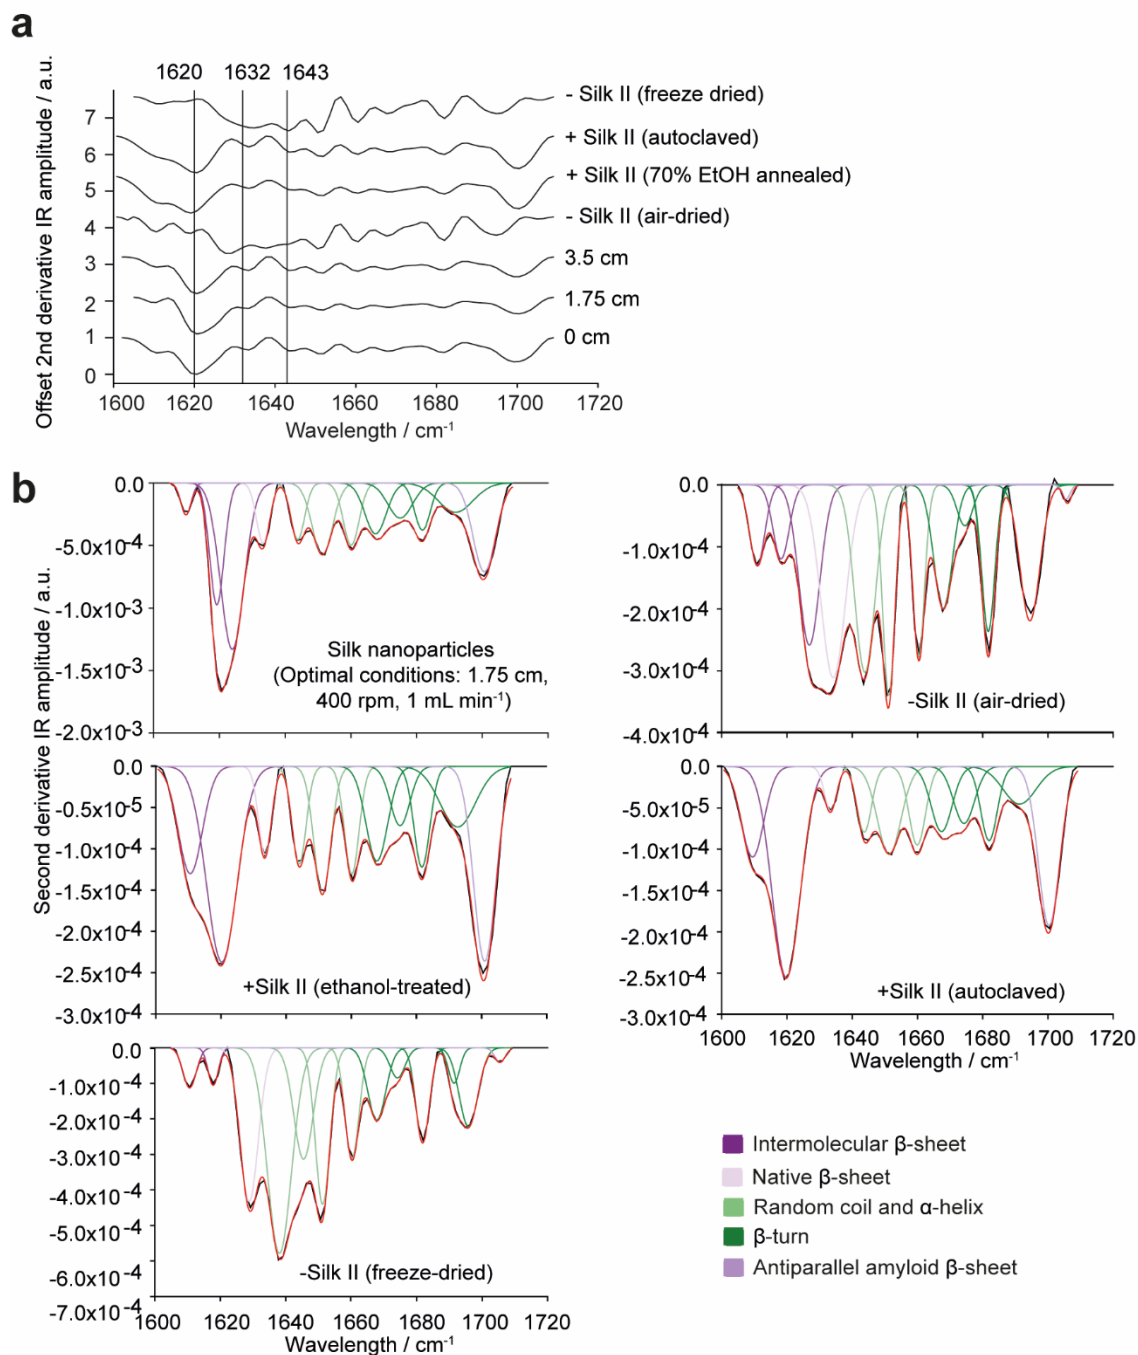 a
Offset 2nd derivative IR amplitude / a.u.
1620 1632 1643
7
6
5
4
3
2
1
0
- Silk II (freeze dried)
+ Silk II (autoclaved)
+ Silk II (70% EtOH annealed)
- Silk II (air-dried)
3.5 cm
1.75 cm
0 cm
1600 1620 1640 1660 1680 1700 1720
Wavelength / cm⁻¹
b
Second derivative IR amplitude / a.u.
0.0
-5.0x10⁻⁴
-1.0x10⁻³
-1.5x10⁻³
-2.0x10⁻³
Silk nanoparticles
(Optimal conditions: 1.75 cm,
400 rpm, 1 mL min⁻¹)
0.0
-1.0x10⁻⁴
-2.0x10⁻⁴
-3.0x10⁻⁴
-4.0x10⁻⁴
-Silk II (air-dried)
0.0
-0.5x10⁻⁵
-1.0x10⁻⁴
-1.5x10⁻⁴
-2.0x10⁻⁴
-2.5x10⁻⁴
-3.0x10⁻⁴
+Silk II (ethanol-treated)
0.0
-5.0x10⁻⁵
-1.0x10⁻⁴
-1.5x10⁻⁴
-2.0x10⁻⁴
-2.5x10⁻⁴
-3.0x10⁻⁴
+Silk II (autoclaved)
1600 1620 1640 1660 1680 1700 1720
Wavelength / cm⁻¹
0.0
-1.0x10⁻⁴
-2.0x10⁻⁴
-3.0x10⁻⁴
-4.0x10⁻⁴
-5.0x10⁻⁴
-6.0x10⁻⁴
-7.0x10⁻⁴
-Silk II (freeze-dried)
1600 1620 1640 1660 1680 1700 1720
Wavelength / cm⁻¹
Intermolecular β-sheet
Native β-sheet
Random coil and α-helix
β-turn
Antiparallel amyloid β-sheet